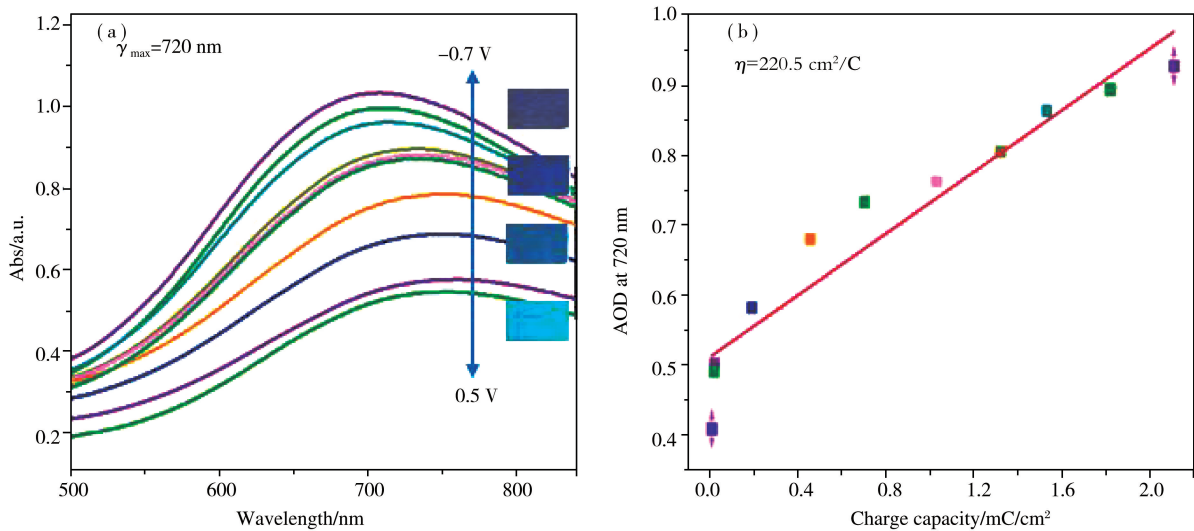 (a)
γ max=720 nm
−0.7 V
0.5 V
1.2
1.0
0.8
0.6
0.4
0.2
Abs/a.u.
500
600
700
800
Wavelength/nm
(b)
η=220.5 cm²/C
1.0
0.9
0.8
0.7
0.6
0.5
0.4
AOD at 720 nm
0.0
0.4
0.8
1.2
1.6
2.0
Charge capacity/mC/cm²